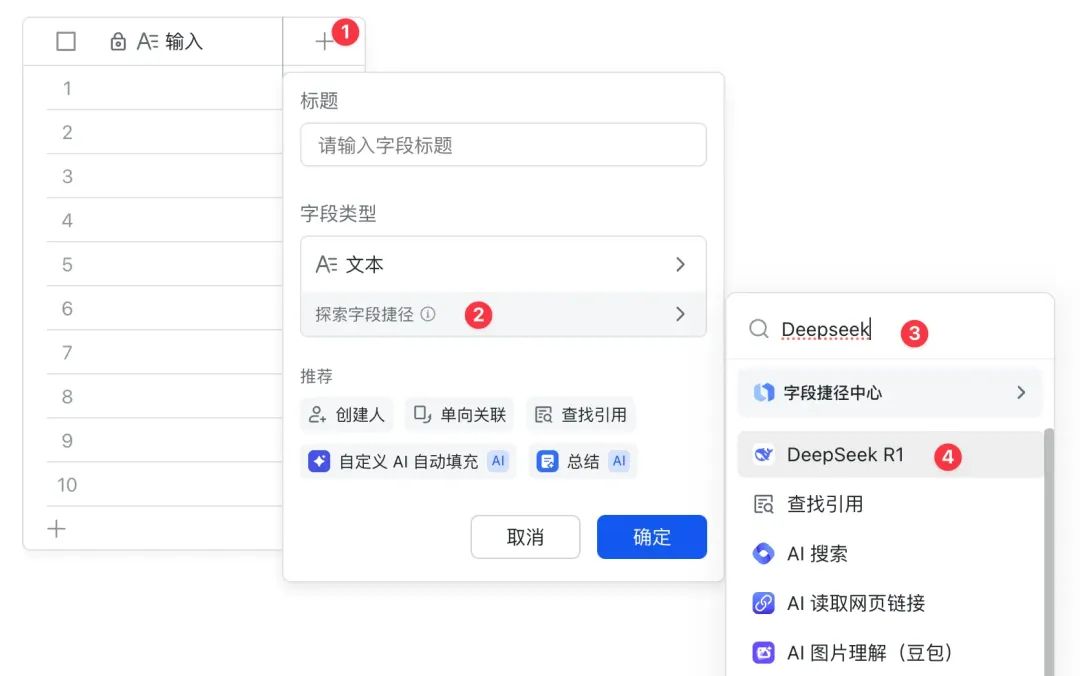 输入
1
1
2
3
4
5
6
7
8
9
10
标题
请输入字段标题
字段类型
文本
探索字段捷径
2
推荐
创建人 单向关联 查找引用
自定义 AI 自动填充 AI 总结 AI
取消 确定
Deepseek 3
字段捷径中心
DeepSeek R1 4
查找引用
AI 搜索
AI 读取网页链接
AI 图片理解（豆包）